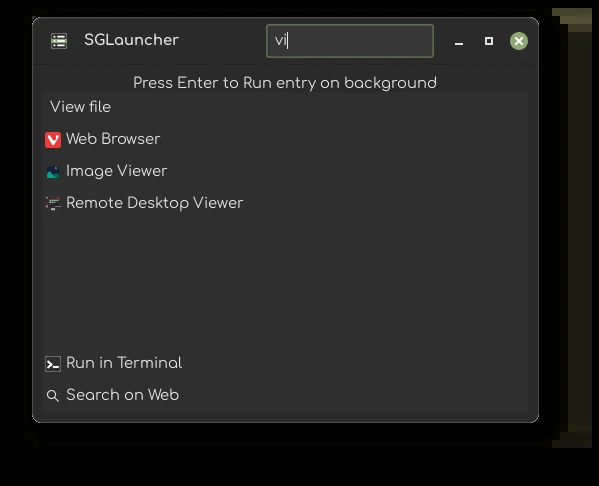 SGLauncher
vi
Press Enter to Run entry on background
View file
Web Browser
Image Viewer
Remote Desktop Viewer
Run in Terminal
Search on Web